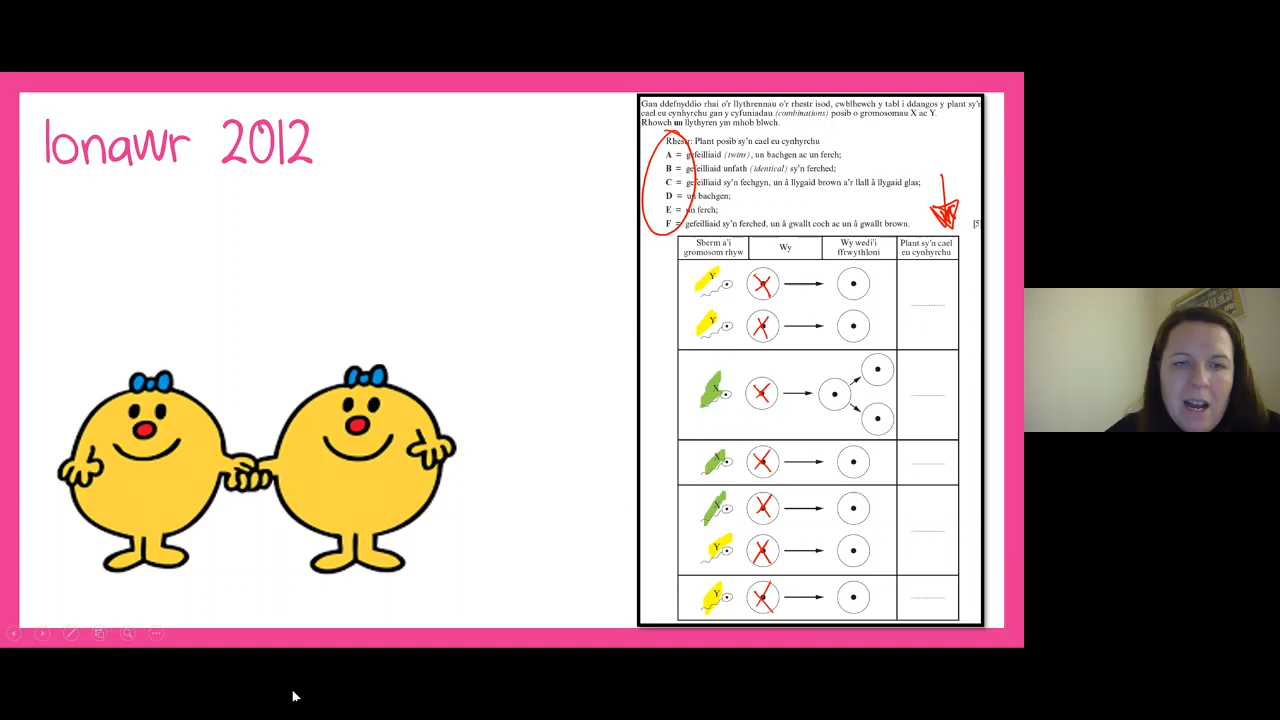 Ionawr 2012
Gan ddefnyddio rhai o'r llythrennau o'r rhestr isod, cwblhewch y tabl i ddangos y plant sy'n
cael eu cynhyrchu gan y cyfuniadau (combinations) posib o gromosomau X ac Y.
Rhowch un llythyren ym mhob blwch.
Rhestr: Plant posib sy'n cael eu cynhyrchu
A = gefeilliaid (twins), un bachgen ac un ferch;
B = gefeilliaid unfath (identical) sy'n ferched;
C = gefeilliaid sy'n fechgyn, un â llygaid brown a'r llall â llygaid glas;
D = un bachgen;
E = un ferch;
F = gefeilliaid sy'n ferched, un â gwallt coch ac un â gwallt brown. [5]
Sberm a'i
gromosom rhyw
Wy
Wy wedi'i
ffrwythloni
Plant sy'n cael
eu cynhyrchu
Y X
Y X
X X
X X
X X
Y X
Y X